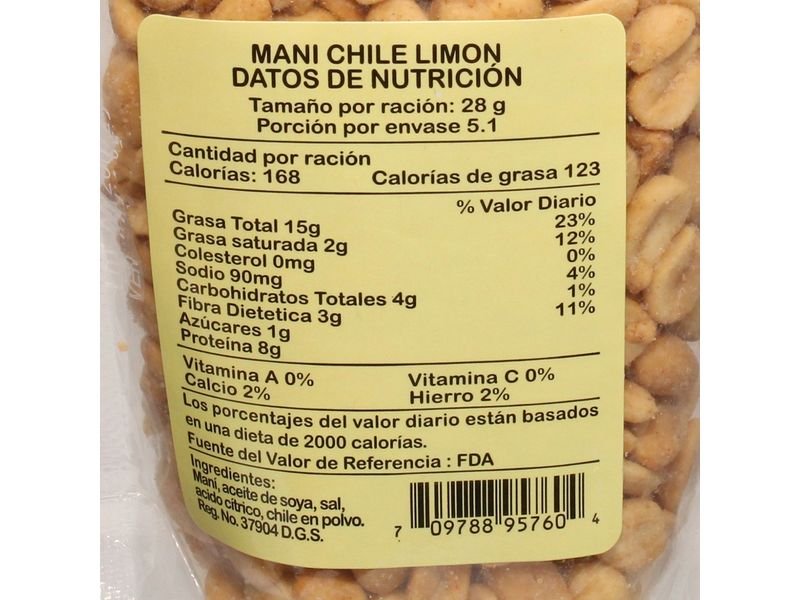 MANI CHILE LIMON
DATOS DE NUTRICIÓN
Tamaño por ración: 28 g
Porción por envase 5.1
Cantidad por ración
Calorías: 168 Calorías de grasa 123
% Valor Diario
Grasa Total 15g 23%
Grasa saturada 2g 12%
Colesterol 0mg 0%
Sodio 90mg 4%
Carbohidratos Totales 4g 1%
Fibra Dietetica 3g 11%
Azúcares 1g
Proteína 8g
Vitamina A 0% Vitamina C 0%
Calcio 2% Hierro 2%
Los porcentajes del valor diario están basados
en una dieta de 2000 calorías.
Fuente del Valor de Referencia : FDA
Ingredientes:
Maní, aceite de soya, sal,
acido cítrico, chile en polvo.
Reg. No. 37904 D.G.S.
7 09788 95760 4